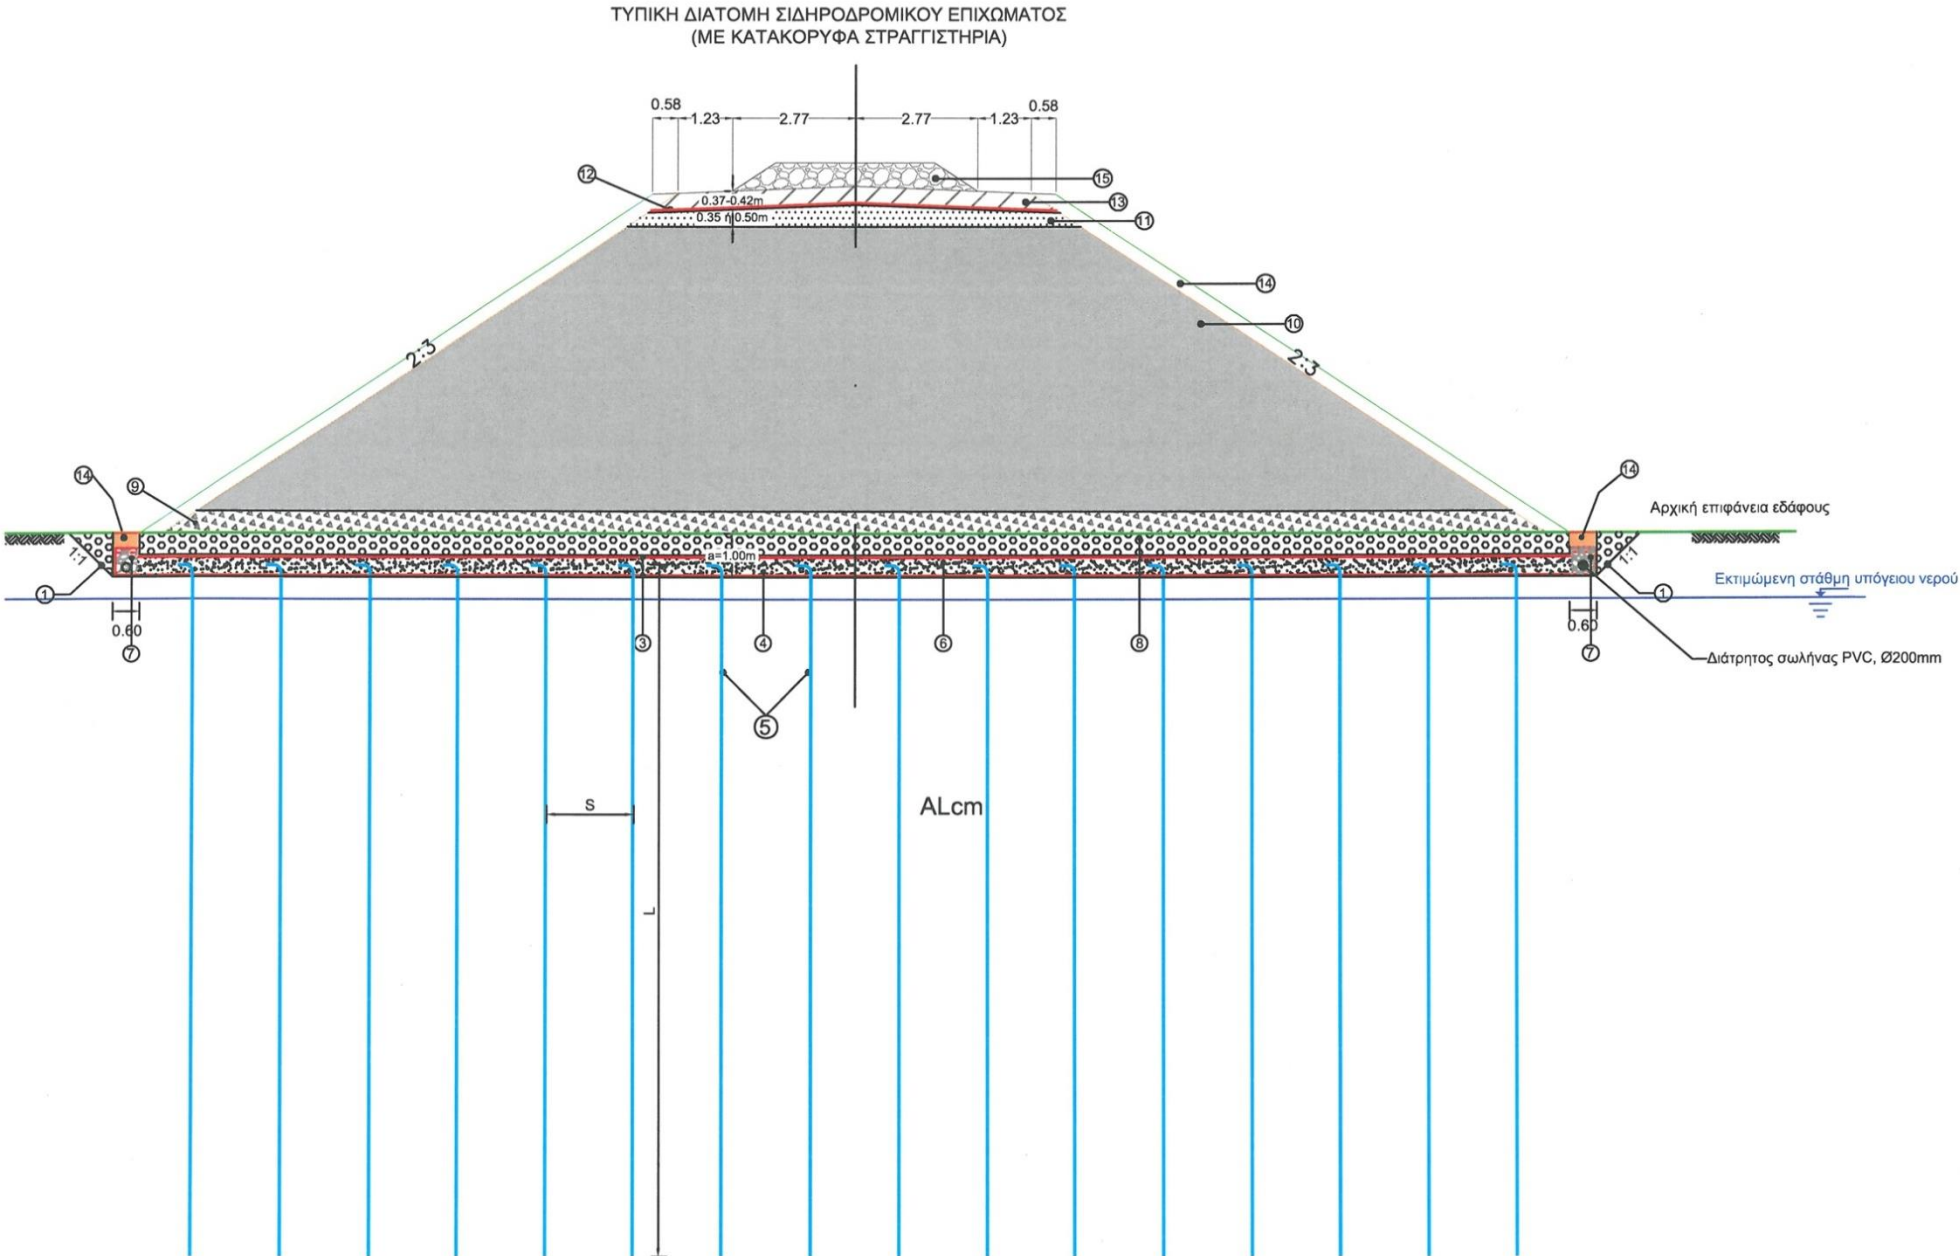 ΤΥΠΙΚΗ ΔΙΑΤΟΜΗ ΣΙΔΗΡΟΔΡΟΜΙΚΟΥ ΕΠΙΧΩΜΑΤΟΣ
(ΜΕ ΚΑΤΑΚΟΡΥΦΑ ΣΤΡΑΓΓΙΣΤΗΡΙΑ)
0.58 0.58
1.23 2.77 2.77 1.23
12 15
0.37-0.42m 13
0.35 ή 0.50m 11
14
10
2:3 2:3
14 9 14
Αρχική επιφάνεια εδάφους
1:1 a=1.00m 1:1
Εκτιμώμενη στάθμη υπόγειου νερού
1 1
0.60 0.60
7 3 4 6 8 7
Διάτρητος σωλήνας PVC, Ø200mm
5
S ALcm
L